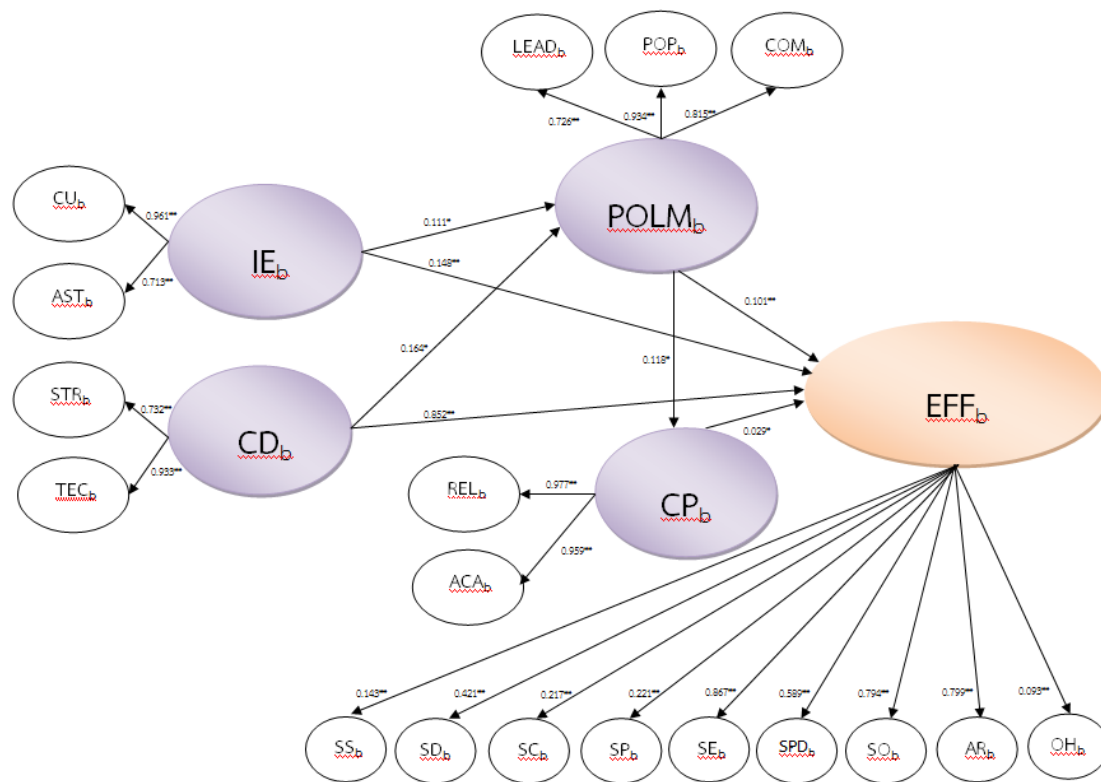 LEADb
POPb
COMb
0.726**
0.934**
0.815**
CUb
0.961**
POLMb
IEb
0.111*
0.148**
ASTb
0.713**
0.101**
0.164*
0.118*
STRb
0.732**
CDb
0.852**
EFFb
0.029*
TECb
0.933**
RELb
0.977**
CPb
0.959**
ACAb
0.143**
0.421**
0.217**
0.221**
0.867**
0.589**
0.794**
0.799**
0.093**
SSb
SDb
SCb
SPb
SEb
SPDb
SOb
ARb
OHb